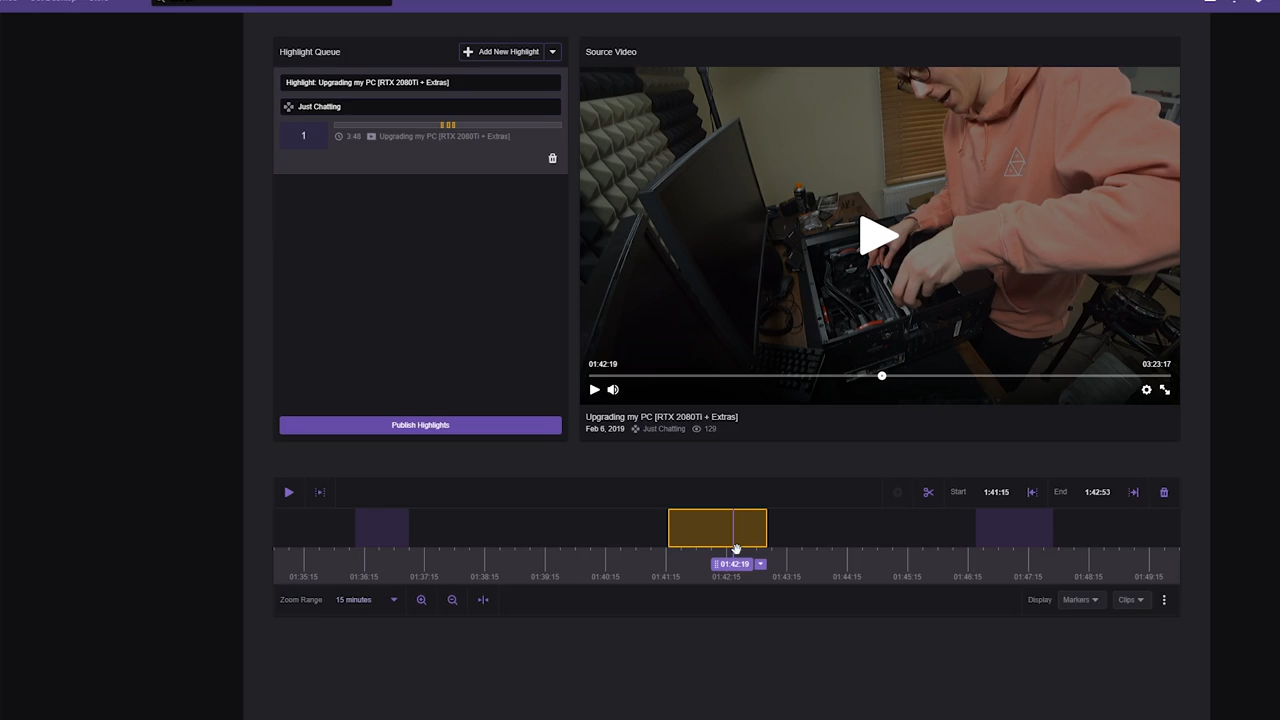 Highlight Queue
Add New Highlight
Highlight: Upgrading my PC [RTX 2080Ti + Extras]
Just Chatting
1
3:48 Upgrading my PC [RTX 2080Ti + Extras]
Publish Highlights
Source Video
01:42:19 03:23:17
Upgrading my PC [RTX 2080Ti + Extras]
Feb 6, 2019 Just Chatting 129
Start 1:41:15 End 1:42:53
01:42:19
01:35:15 01:36:15 01:37:15 01:38:15 01:39:15 01:40:15 01:41:15 01:42:15 01:43:15 01:44:15 01:45:15 01:46:15 01:47:15 01:48:15 01:49:15
Zoom Range 15 minutes Display Markers Clips